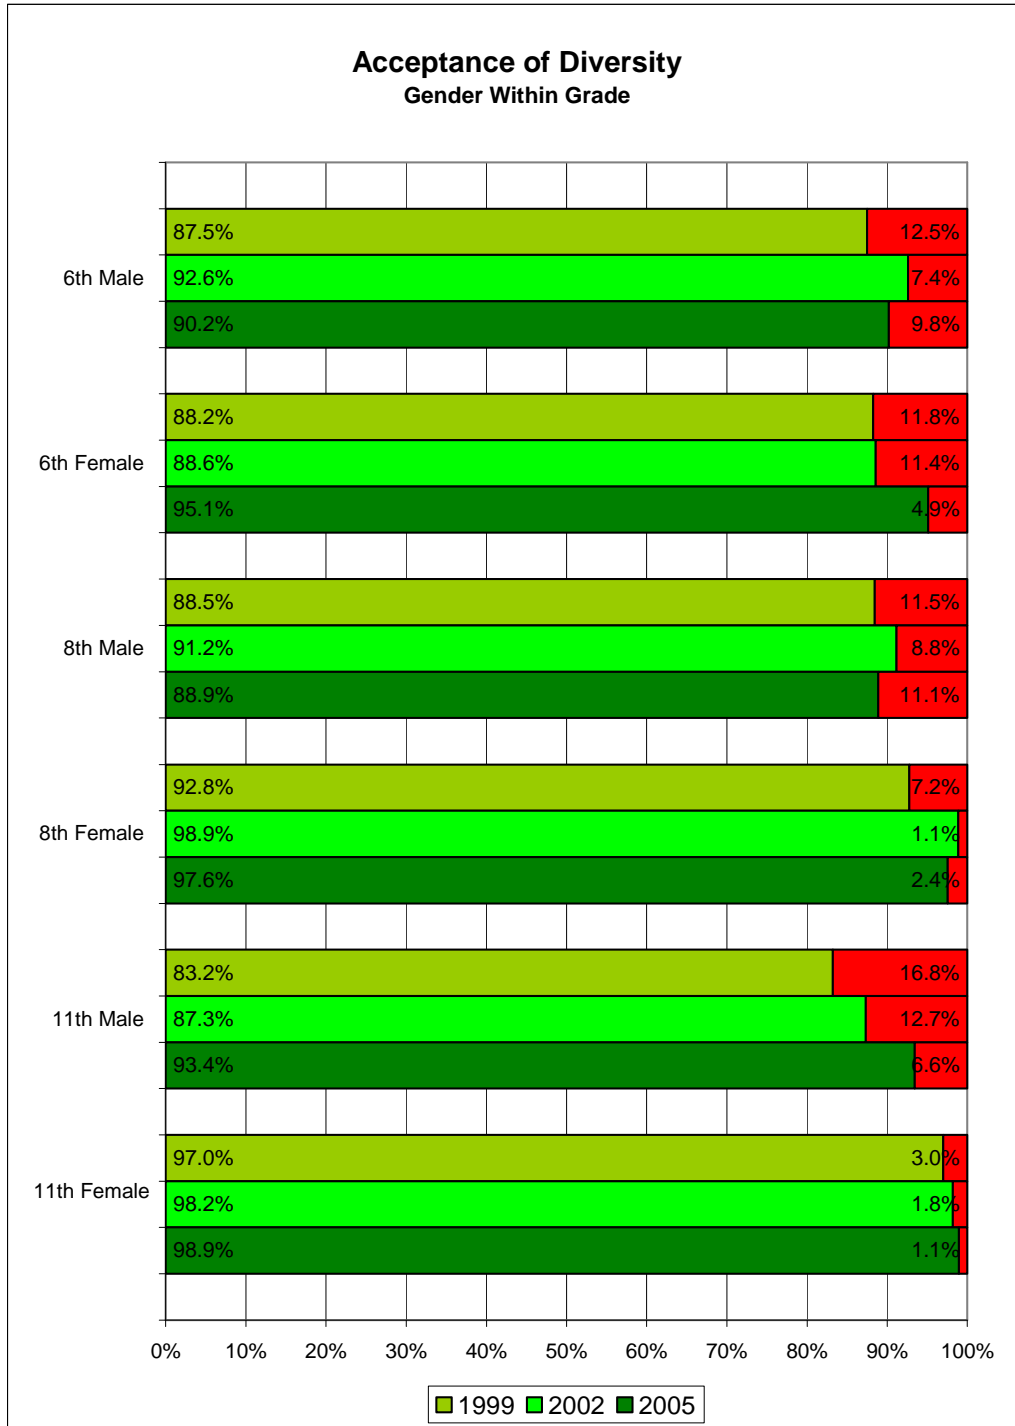 Acceptance of Diversity
Gender Within Grade
87.5% 12.5%
6th Male 92.6% 7.4%
90.2% 9.8%
88.2% 11.8%
6th Female 88.6% 11.4%
95.1% 4.9%
88.5% 11.5%
8th Male 91.2% 8.8%
88.9% 11.1%
92.8% 7.2%
8th Female 98.9% 1.1%
97.6% 2.4%
83.2% 16.8%
11th Male 87.3% 12.7%
93.4% 6.6%
97.0% 3.0%
11th Female 98.2% 1.8%
98.9% 1.1%
0% 10% 20% 30% 40% 50% 60% 70% 80% 90% 100%
1999 2002 2005